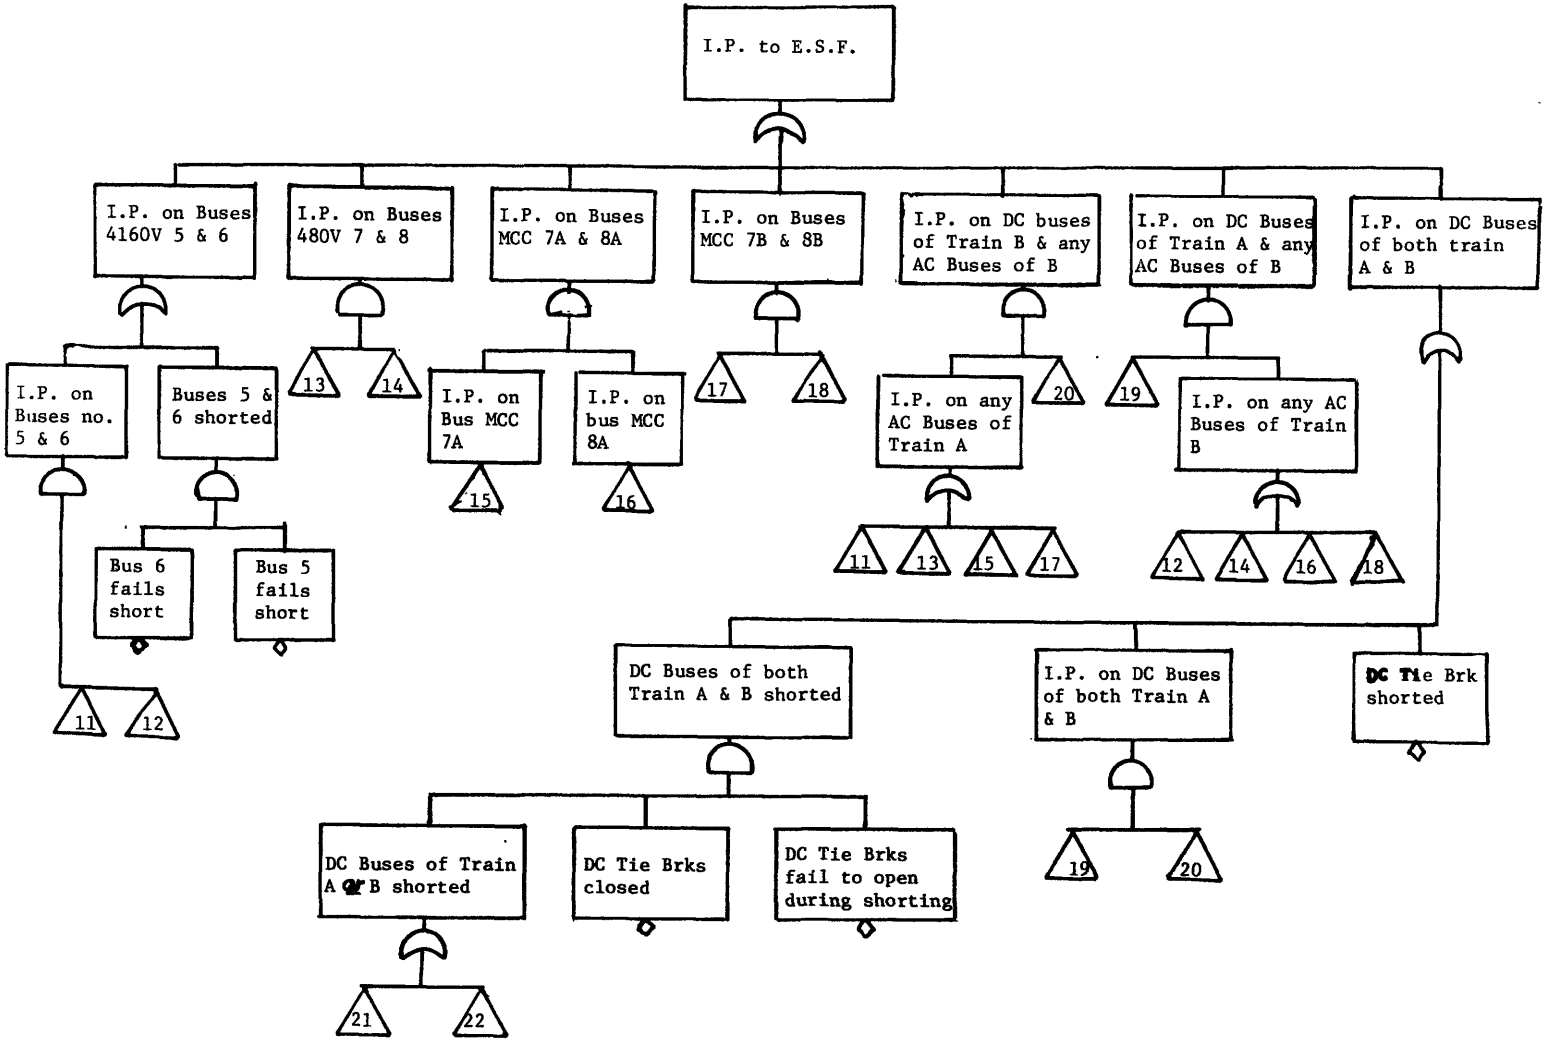 I.P. to E.S.F.
I.P. on Buses
4160V 5 & 6
I.P. on Buses
480V 7 & 8
I.P. on Buses
MCC 7A & 8A
I.P. on Buses
MCC 7B & 8B
I.P. on DC buses
of Train B & any
AC Buses of B
I.P. on DC Buses
of Train A & any
AC Buses of B
I.P. on DC Buses
of both train
A & B
I.P. on
Buses no.
5 & 6
Buses 5 &
6 shorted
13
14
I.P. on
Bus MCC
7A
I.P. on
bus MCC
8A
17
18
I.P. on any
AC Buses of
Train A
20
19
I.P. on any AC
Buses of Train
B
15
16
Bus 6
fails
short
Bus 5
fails
short
11
13
15
17
12
14
16
18
11
12
DC Buses of both
Train A & B shorted
I.P. on DC Buses
of both Train A
& B
DC Tie Brk
shorted
DC Buses of Train
A or B shorted
DC Tie Brks
closed
DC Tie Brks
fail to open
during shorting
19
20
21
22